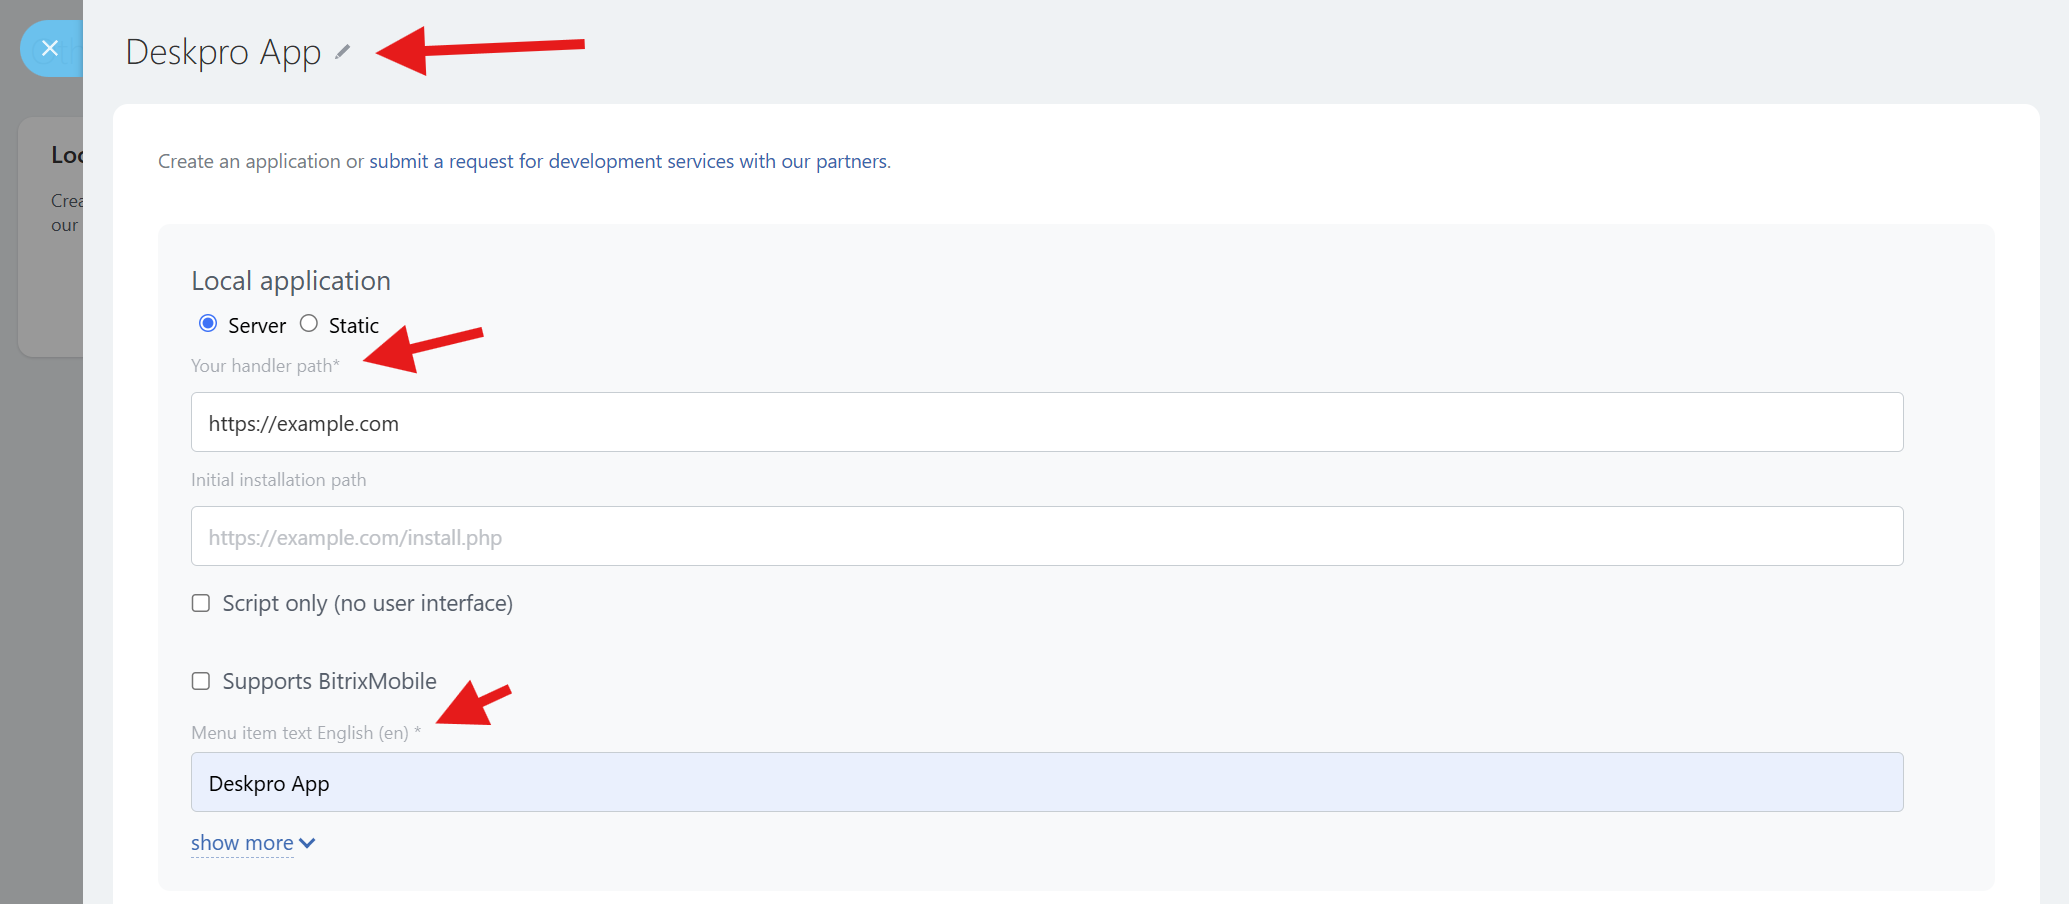 Deskpro App
Create an application or submit a request for development services with our partners.
Loc
Crea
our
Local application
Server Static
Your handler path*
https://example.com
Initial installation path
https://example.com/install.php
Script only (no user interface)
Supports BitrixMobile
Menu item text English (en) *
Deskpro App
show more